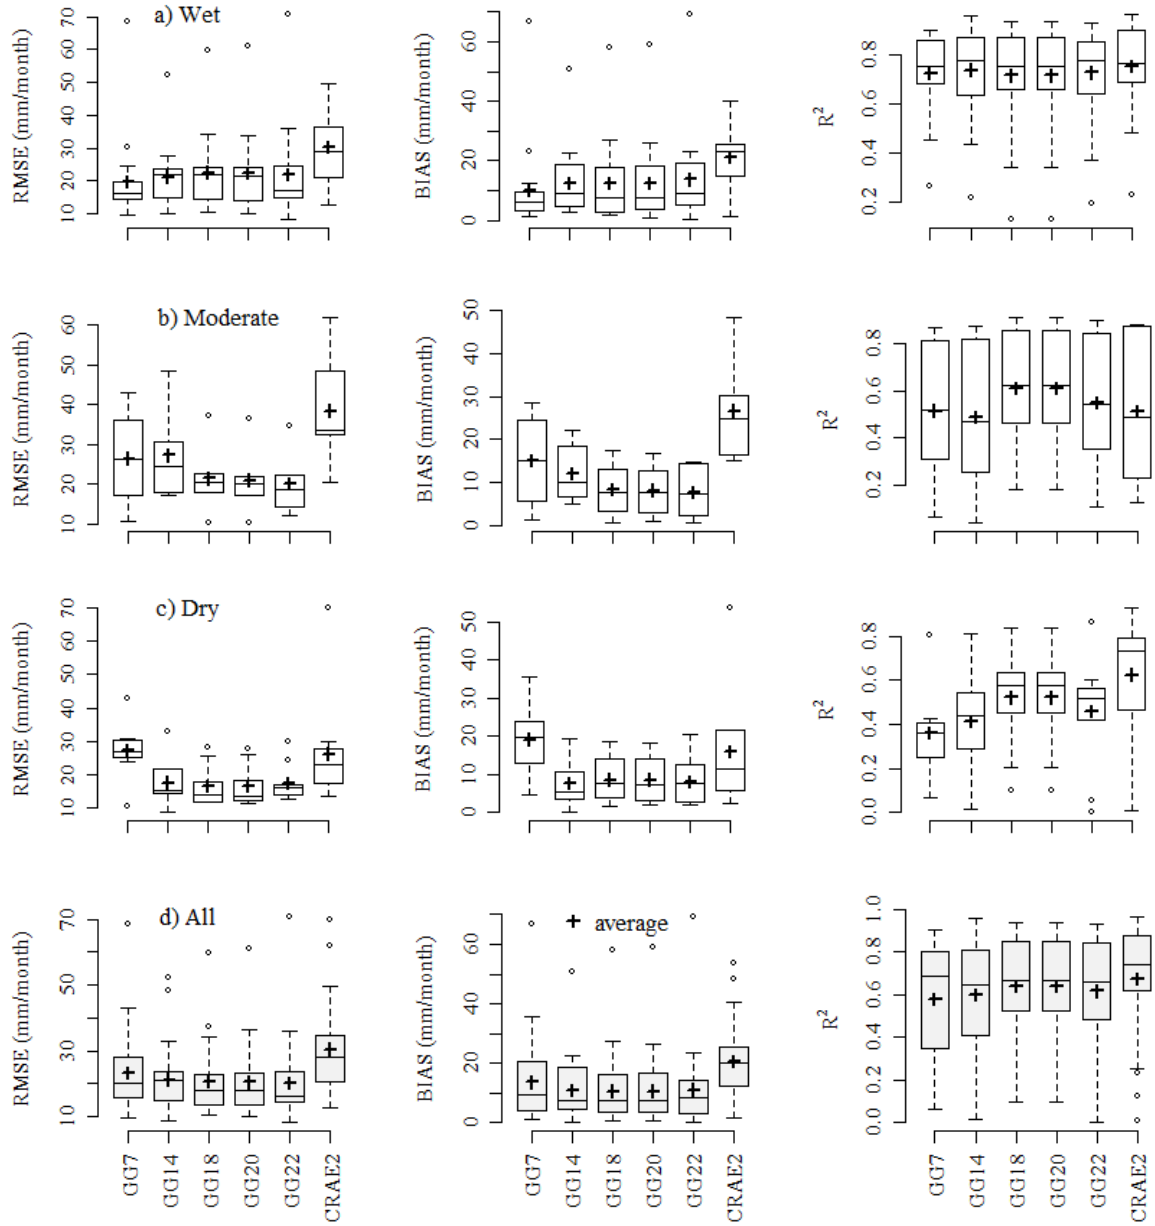 a) Wet
RMSE (mm/month)
10 20 30 40 50 60 70
BIAS (mm/month)
0 20 40 60
R²
0.2 0.4 0.6 0.8
b) Moderate
RMSE (mm/month)
10 20 30 40 50 60
BIAS (mm/month)
0 10 20 30 40 50
R²
0.2 0.4 0.6 0.8
c) Dry
RMSE (mm/month)
10 20 30 40 50 60 70
BIAS (mm/month)
0 10 20 30 40 50
R²
0.0 0.2 0.4 0.6 0.8
d) All
RMSE (mm/month)
10 30 50 70
average
BIAS (mm/month)
0 20 40 60
R²
0.0 0.2 0.4 0.6 0.8 1.0
GG7 GG14 GG18 GG20 GG22 CRAE2
GG7 GG14 GG18 GG20 GG22 CRAE2
GG7 GG14 GG18 GG20 GG22 CRAE2